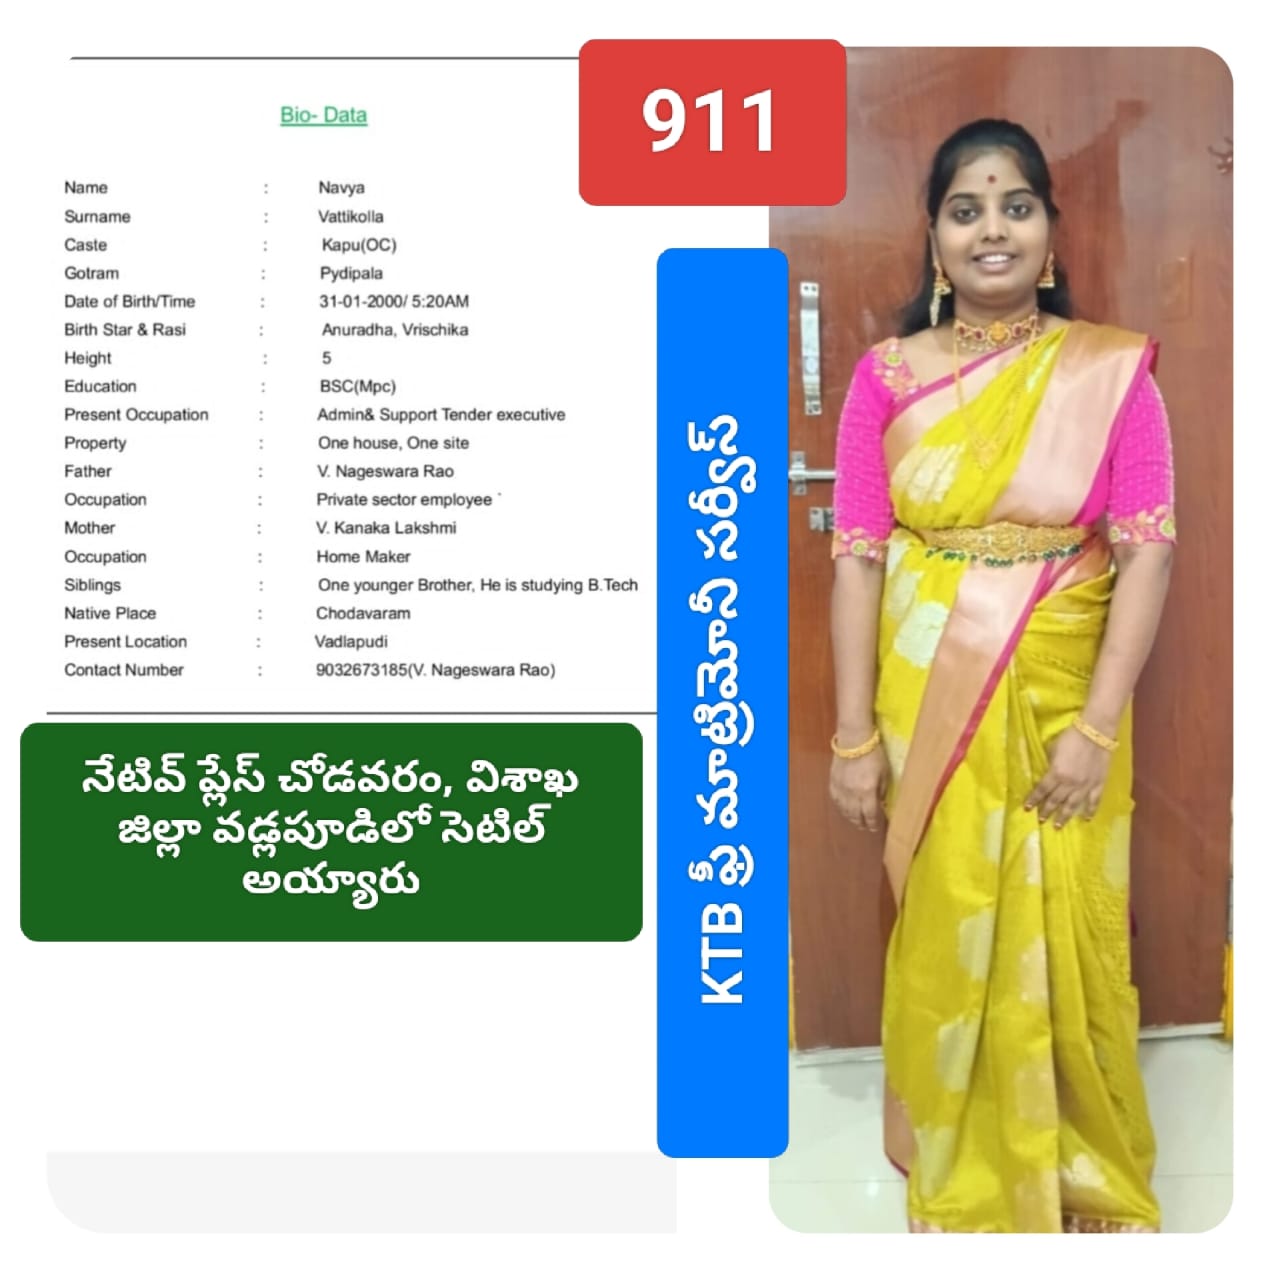 911
Bio- Data
Name : Navya
Surname : Vattikolla
Caste : Kapu(OC)
Gotram : Pydipala
Date of Birth/Time : 31-01-2000/ 5:20AM
Birth Star & Rasi : Anuradha, Vrischika
Height : 5
Education : BSC(Mpc)
Present Occupation : Admin& Support Tender executive
Property : One house, One site
Father : V. Nageswara Rao
Occupation : Private sector employee
Mother : V. Kanaka Lakshmi
Occupation : Home Maker
Siblings : One younger Brother, He is studying B.Tech
Native Place : Chodavaram
Present Location : Vadlapudi
Contact Number : 9032673185(V. Nageswara Rao)
నేటివ్ ప్లేస్ చోడవరం, విశాఖ
జిల్లా వడ్లపూడిలో సెటిల్
అయ్యారు
KTB ఫ్రీ మాట్రిమోనీ సర్వీస్